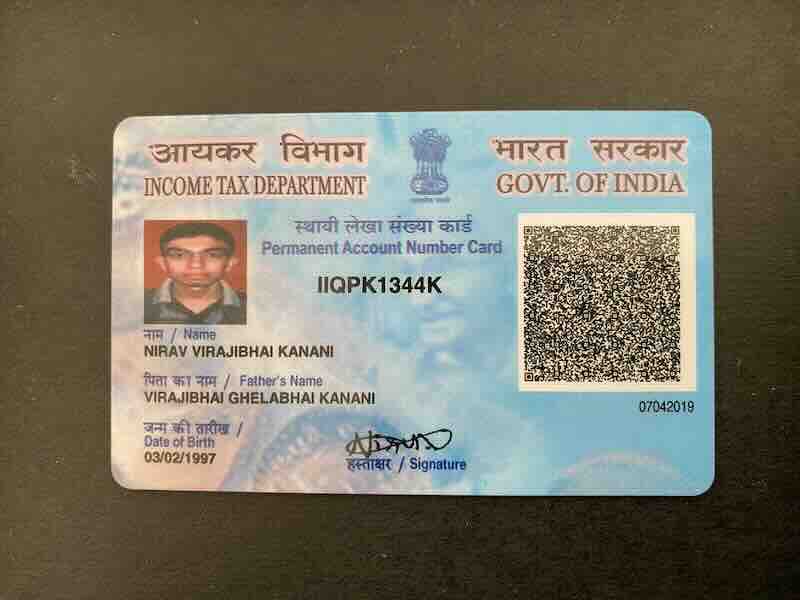 आयकर विभाग
INCOME TAX DEPARTMENT
भारत सरकार
GOVT. OF INDIA
स्थायी लेखा संख्या कार्ड
Permanent Account Number Card
IIQPK1344K
नाम / Name
NIRAV VIRAJIBHAI KANANI
पिता का नाम / Father's Name
VIRAJIBHAI GHELABHAI KANANI
जन्म की तारीख /
Date of Birth
03/02/1997
हस्ताक्षर / Signature
07042019